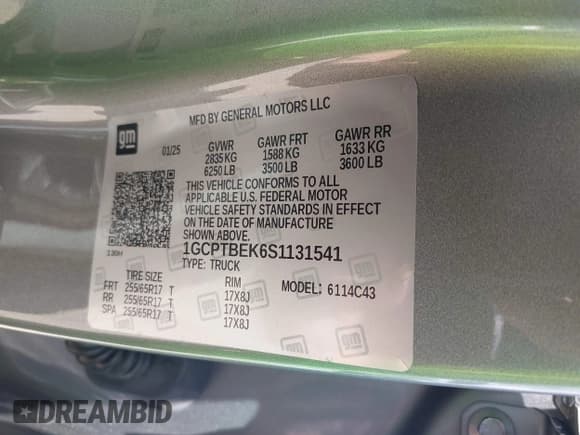 MFD BY GENERAL MOTORS LLC
gm
01/25 GVWR GAWR FRT GAWR RR
2835 KG 1588 KG 1633 KG
6250 LB 3500 LB 3600 LB
THIS VEHICLE CONFORMS TO ALL
APPLICABLE U.S. FEDERAL MOTOR
VEHICLE SAFETY STANDARDS IN EFFECT
ON THE DATE OF MANUFACTURE
SHOWN ABOVE.
1GCPTBEK6S1131541
TYPE: TRUCK
TIRE SIZE RIM MODEL: 6114C43
FRT 255/65R17 T 17X8J
RR 255/65R17 T 17X8J
SPA 255/65R17 T 17X8J
DREAMBID